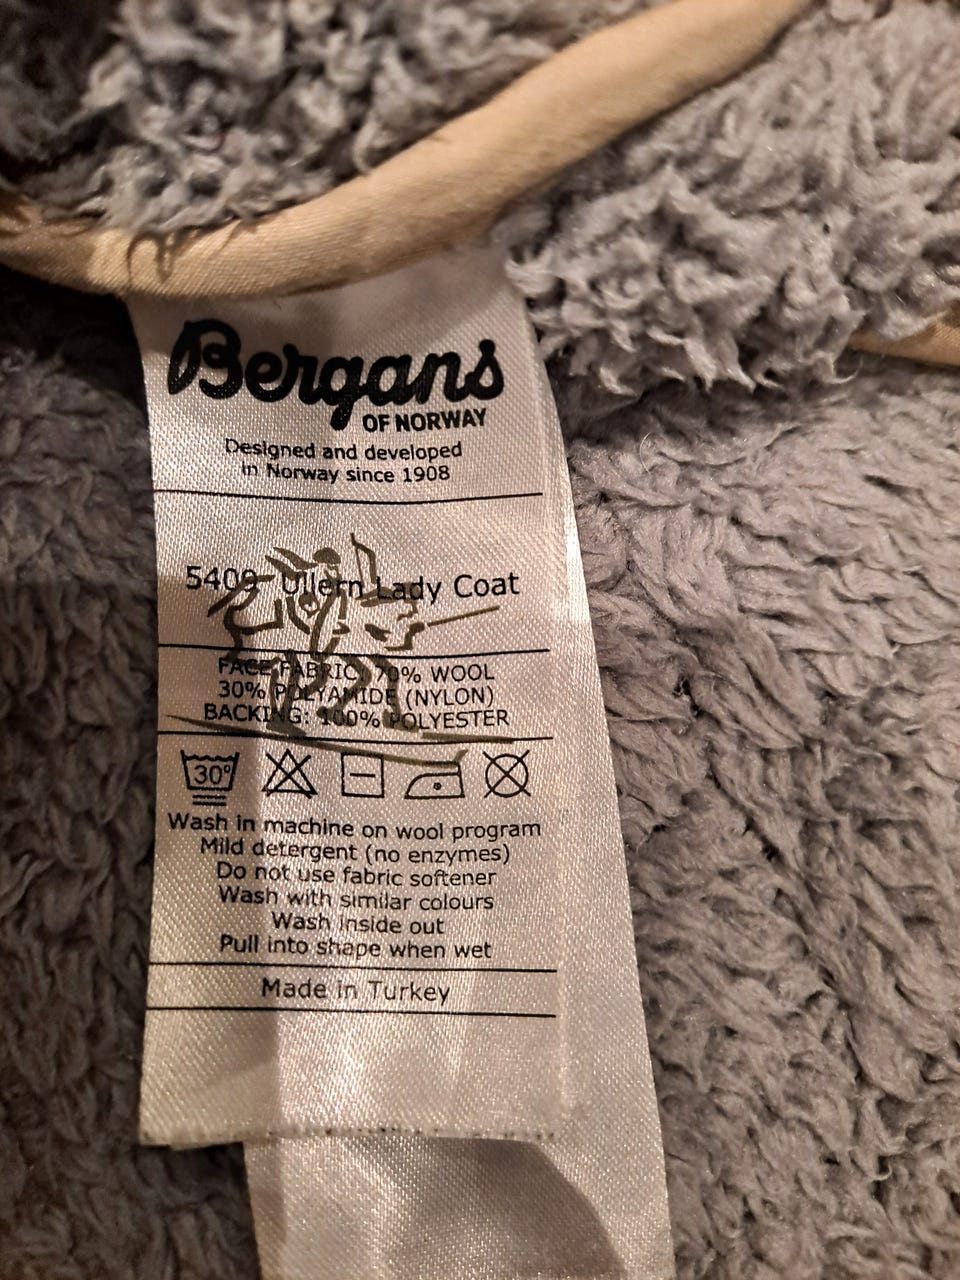 Bergans
OF NORWAY
Designed and developed
in Norway since 1908
5409 Ullern Lady Coat
FACE FABRIC: 70% WOOL
30% POLYAMIDE (NYLON)
BACKING: 100% POLYESTER
30°
Wash in machine on wool program
Mild detergent (no enzymes)
Do not use fabric softener
Wash with similar colours
Wash inside out
Pull into shape when wet
Made in Turkey